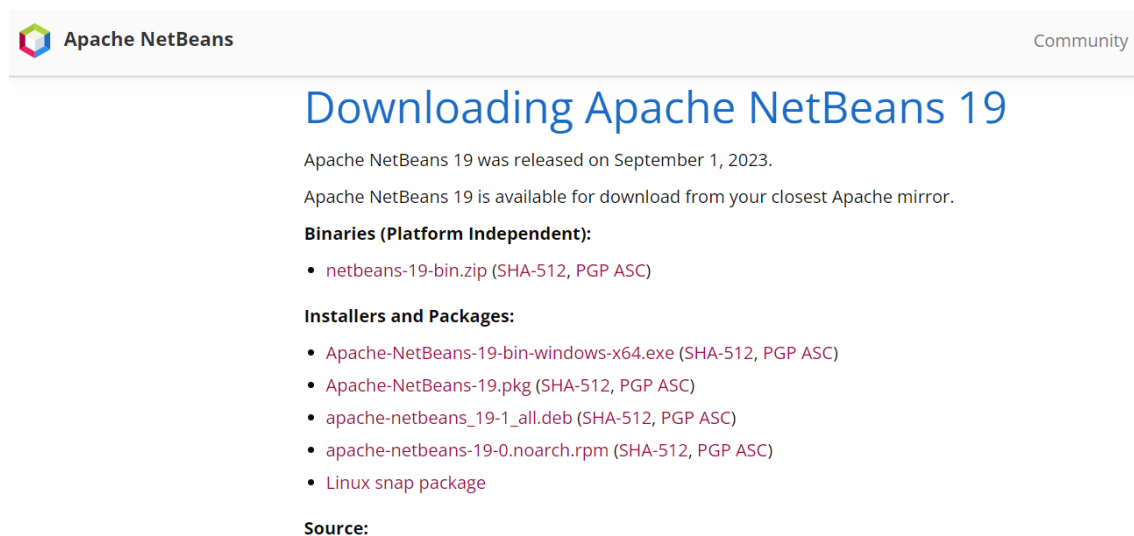 Apache NetBeans
Community
Downloading Apache NetBeans 19
Apache NetBeans 19 was released on September 1, 2023.
Apache NetBeans 19 is available for download from your closest Apache mirror.
Binaries (Platform Independent):
• netbeans-19-bin.zip (SHA-512, PGP ASC)
Installers and Packages:
• Apache-NetBeans-19-bin-windows-x64.exe (SHA-512, PGP ASC)
• Apache-NetBeans-19.pkg (SHA-512, PGP ASC)
• apache-netbeans_19-1_all.deb (SHA-512, PGP ASC)
• apache-netbeans-19-0.noarch.rpm (SHA-512, PGP ASC)
• Linux snap package
Source: